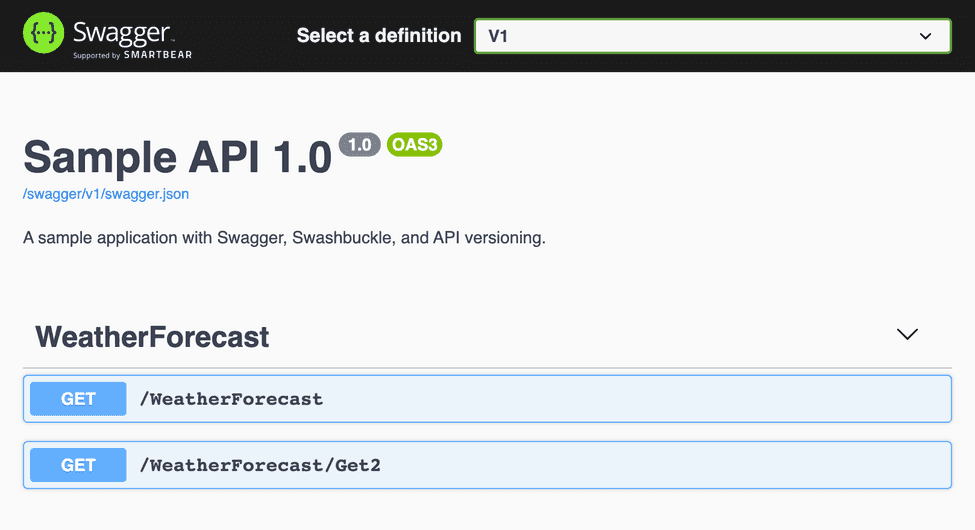 {...} Swagger™
Supported by SMARTBEAR
Select a definition
V1
Sample API 1.0 1.0 OAS3
/swagger/v1/swagger.json
A sample application with Swagger, Swashbuckle, and API versioning.
WeatherForecast
GET /WeatherForecast
GET /WeatherForecast/Get2